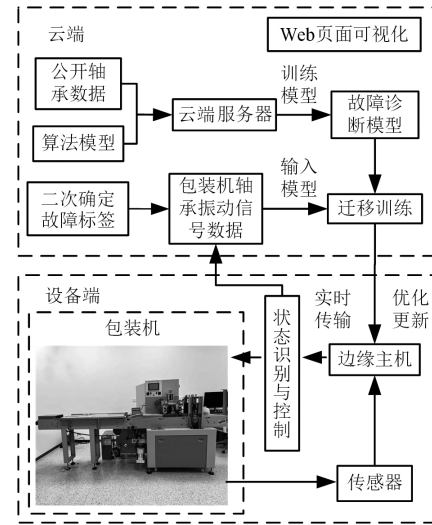 云端
Web页面可视化
公开轴
承数据
算法模型
云端服务器
训练
模型
故障诊
断模型
二次确定
故障标签
包装机轴
承振动信
号数据
输入
模型
迁移训练
设备端
包装机
状态识别与控制
实时
传输
优化
更新
边缘主机
传感器